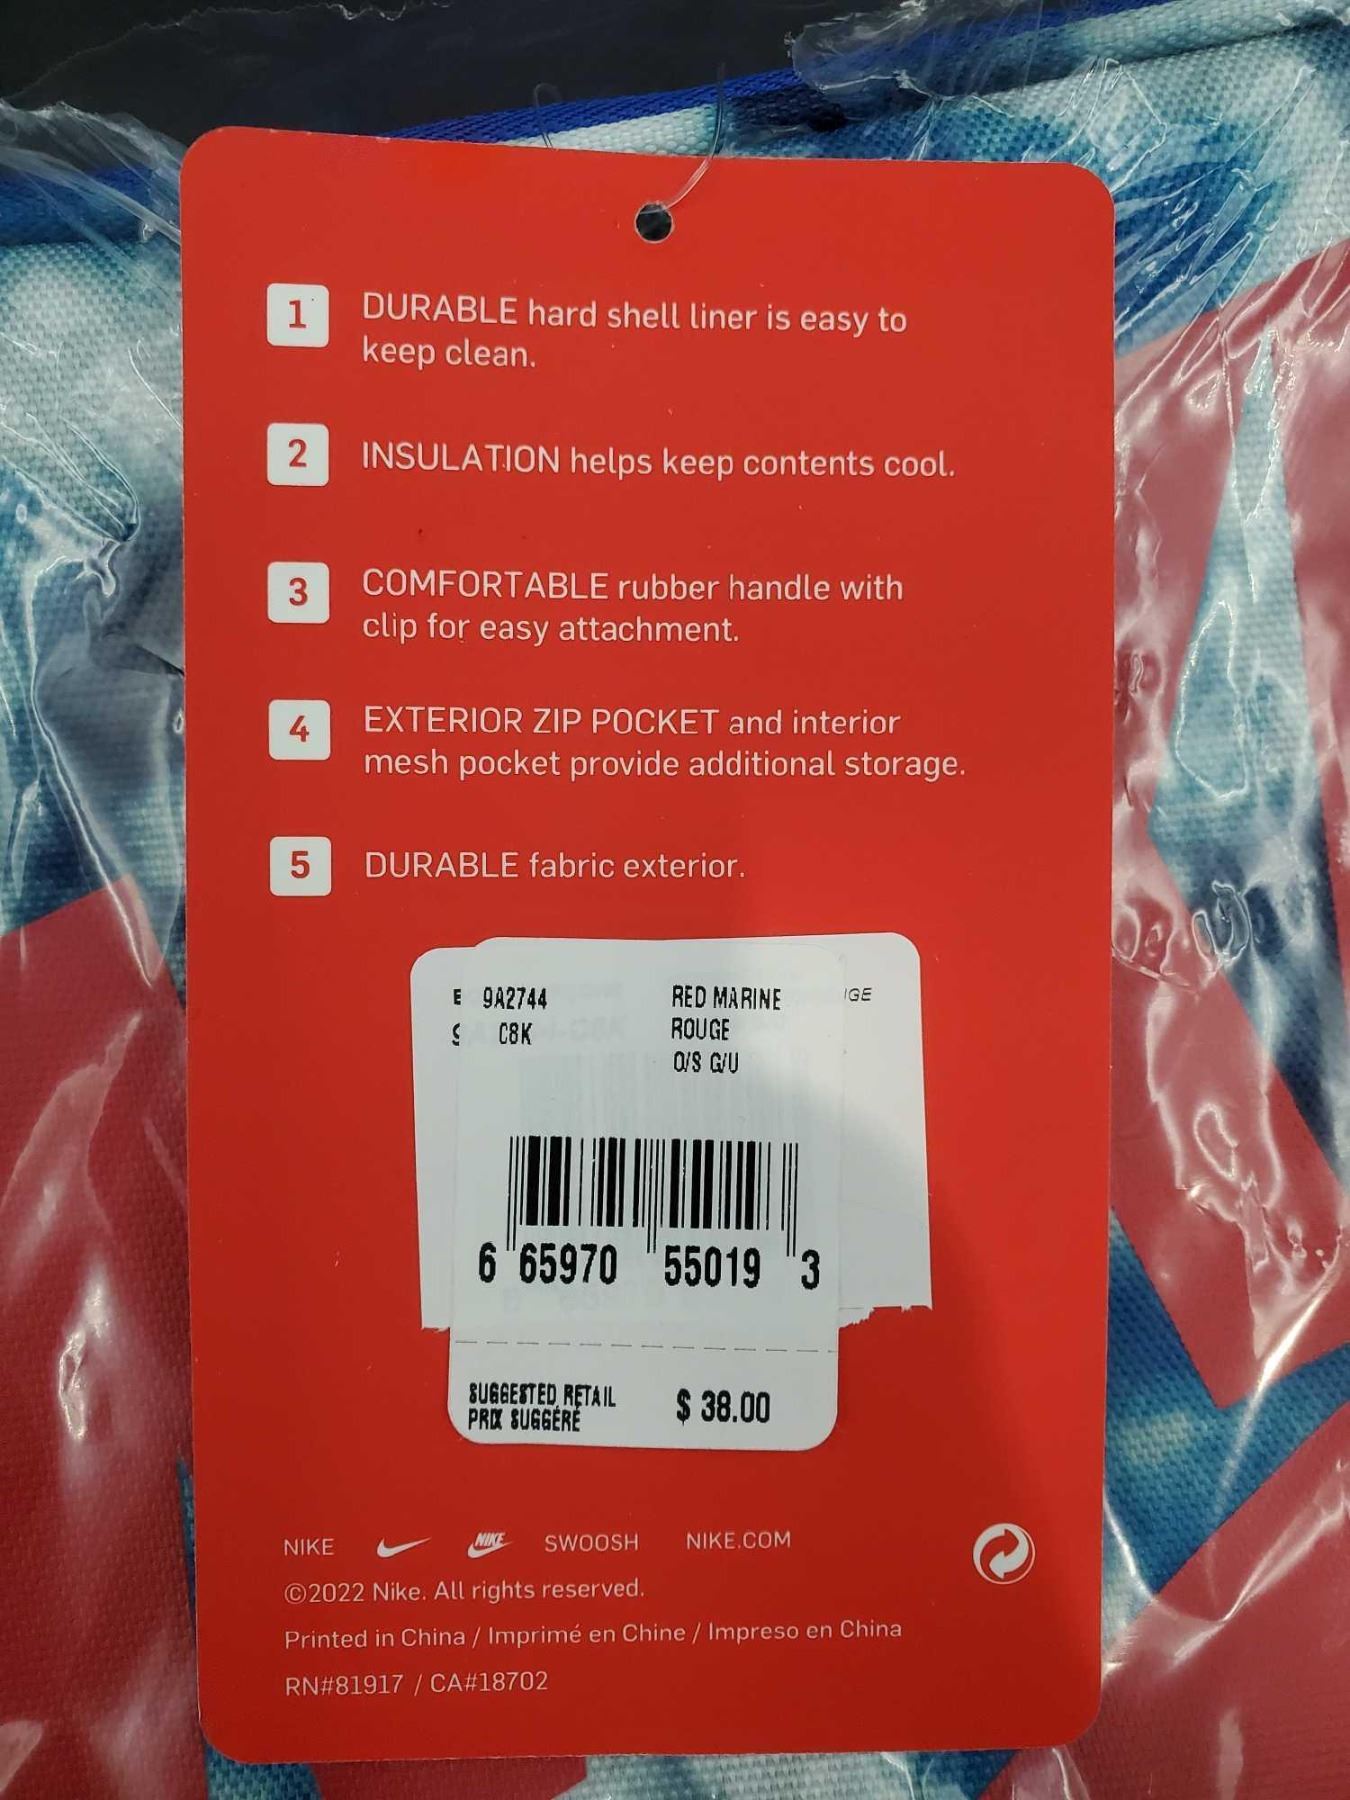 1 DURABLE hard shell liner is easy to
keep clean.
2 INSULATION helps keep contents cool.
3 COMFORTABLE rubber handle with
clip for easy attachment.
4 EXTERIOR ZIP POCKET and interior
mesh pocket provide additional storage.
5 DURABLE fabric exterior.
9A2744 RED MARINE
C8K ROUGE
O/S G/U
6 65970 55019 3
SUGGESTED RETAIL $ 38.00
PRIX SUGGÉRÉ
NIKE NIKE SWOOSH NIKE.COM
©2022 Nike. All rights reserved.
Printed in China / Imprimé en Chine / Impreso en China
RN#81917 / CA#18702